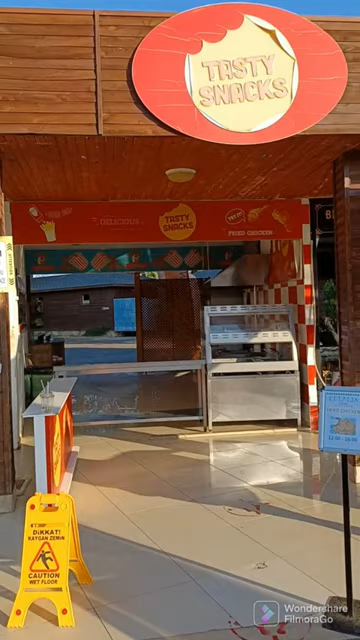 TASTY
SNACKS
DELICIOUS
TASTY
SNACKS
FRIED CHICKEN
DİKKAT!
KAYGAN ZEMİN
CAUTION
WET FLOOR
Wondershare
FilmoraGo